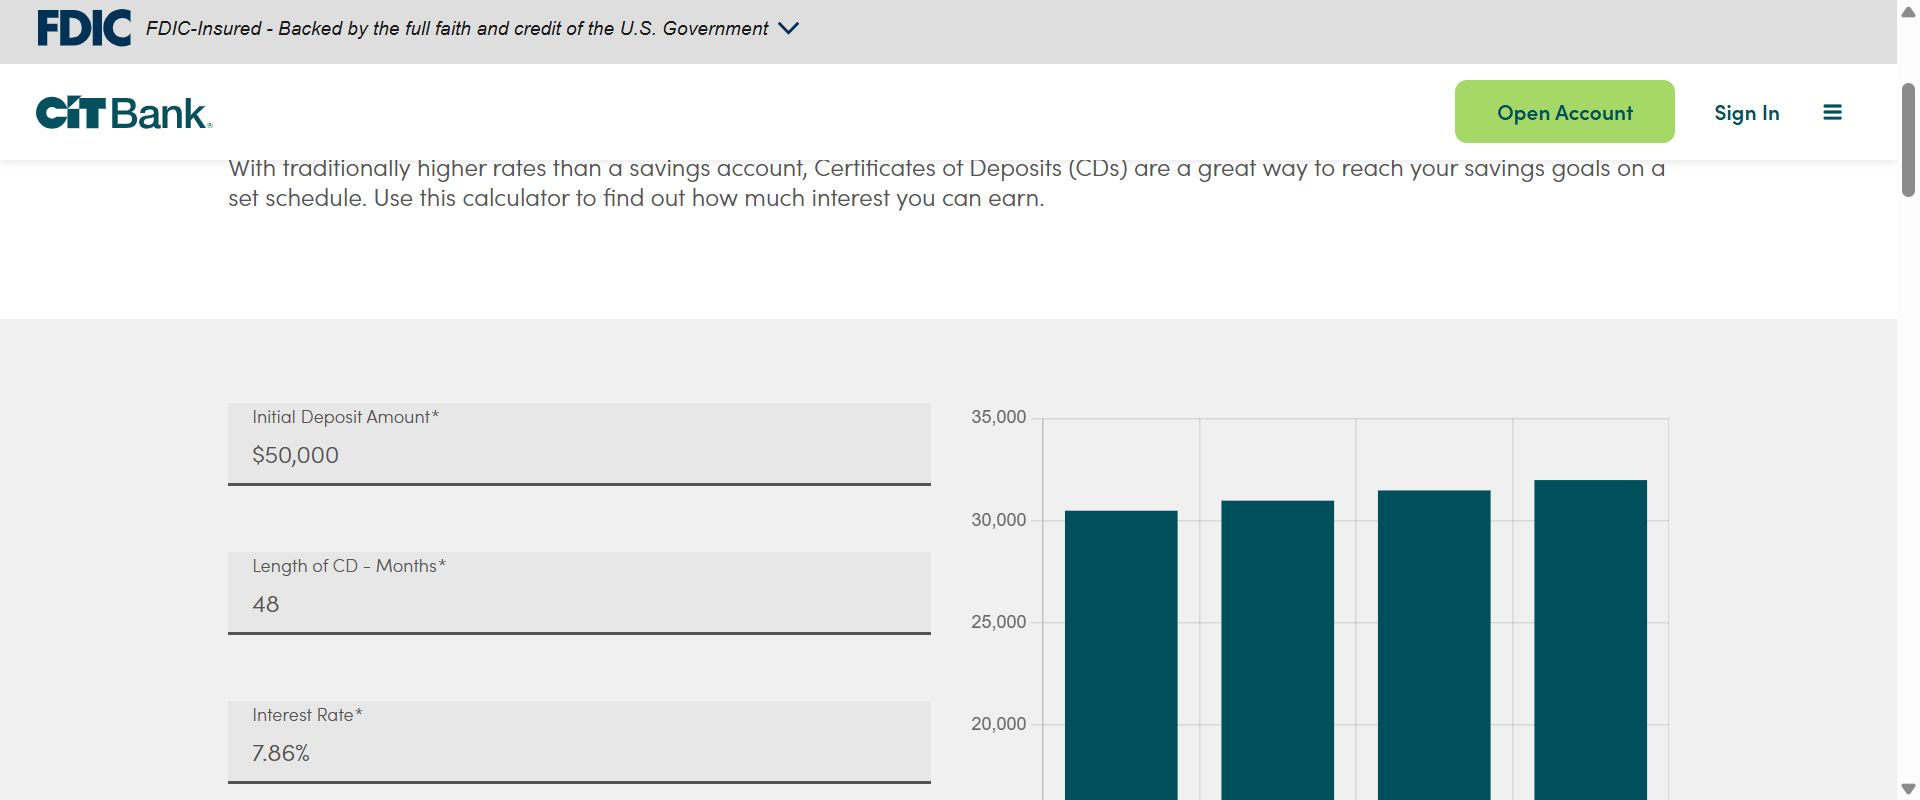 FDIC FDIC-Insured - Backed by the full faith and credit of the U.S. Government
CIT Bank®
Open Account
Sign In
With traditionally higher rates than a savings account, Certificates of Deposits (CDs) are a great way to reach your savings goals on a
set schedule. Use this calculator to find out how much interest you can earn.
Initial Deposit Amount*
$50,000
Length of CD - Months*
48
Interest Rate*
7.86%
35,000
30,000
25,000
20,000